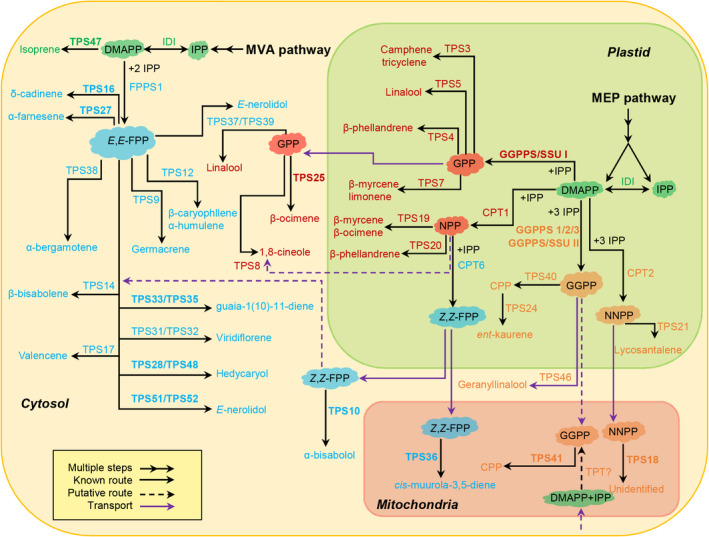 Isoprene
TPS47
DMAPP
IDI
IPP
MVA pathway
+2 IPP
FPPS1
δ-cadinene
TPS16
α-farnesene
TPS27
E,E-FPP
E-nerolidol
TPS37/TPS39
GPP
TPS38
TPS12
TPS9
Linalool
TPS25
β-caryophllene
α-humulene
β-ocimene
α-bergamotene
Germacrene
1,8-cineole
TPS8
TPS14
β-bisabolene
TPS33/TPS35
guaia-1(10)-11-diene
TPS31/TPS32
Viridiflorene
TPS17
Valencene
TPS28/TPS48
Hedycaryol
TPS51/TPS52
E-nerolidol
Cytosol
Z,Z-FPP
TPS10
α-bisabolol
Plastid
Camphene
tricyclene
TPS3
Linalool
TPS5
MEP pathway
β-phellandrene
TPS4
GPP
GGPPS/SSU I
+IPP
TPS7
β-myrcene
limonene
DMAPP
IDI
IPP
+IPP
CPT1
+3 IPP
β-myrcene
β-ocimene
TPS19
NPP
GGPPS 1/2/3
GGPPS/SSU II
TPS20
β-phellandrene
+IPP
CPT6
+3 IPP
CPT2
CPP
TPS40
GGPP
TPS24
ent-kaurene
Z,Z-FPP
NNPP
TPS21
Lycosantalene
Geranyllinalool
TPS46
Z,Z-FPP
GGPP
NNPP
TPS36
CPP
TPS41
TPS18
TPT?
cis-muurola-3,5-diene
Unidentified
DMAPP+IPP
Mitochondria
Multiple steps
Known route
Putative route
Transport